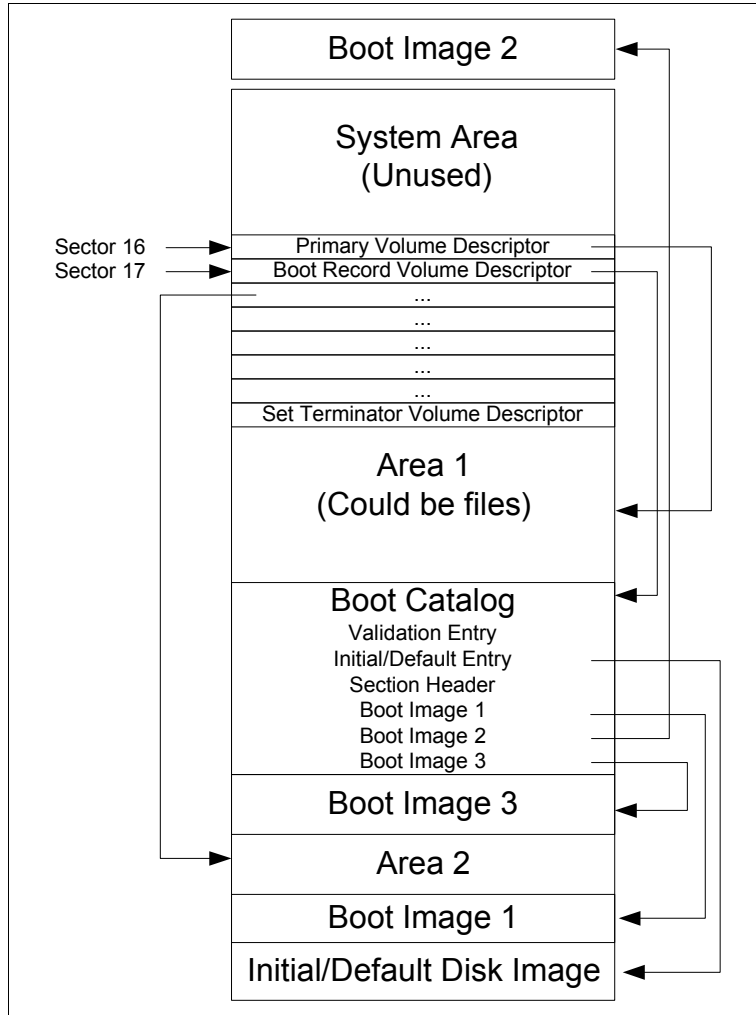 Boot Image 2
System Area
(Unused)
Sector 16
Primary Volume Descriptor
Sector 17
Boot Record Volume Descriptor
...
...
...
...
...
Set Terminator Volume Descriptor
Area 1
(Could be files)
Boot Catalog
Validation Entry
Initial/Default Entry
Section Header
Boot Image 1
Boot Image 2
Boot Image 3
Boot Image 3
Area 2
Boot Image 1
Initial/Default Disk Image